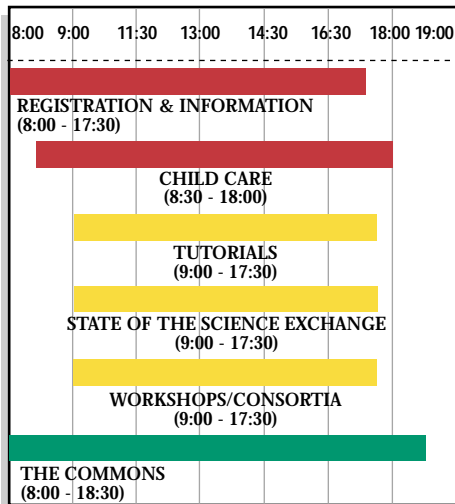 8:00 9:00 11:30 13:00 14:30 16:30 18:00 19:00
REGISTRATION & INFORMATION
(8:00 - 17:30)
CHILD CARE
(8:30 - 18:00)
TUTORIALS
(9:00 - 17:30)
STATE OF THE SCIENCE EXCHANGE
(9:00 - 17:30)
WORKSHOPS/CONSORTIA
(9:00 - 17:30)
THE COMMONS
(8:00 - 18:30)